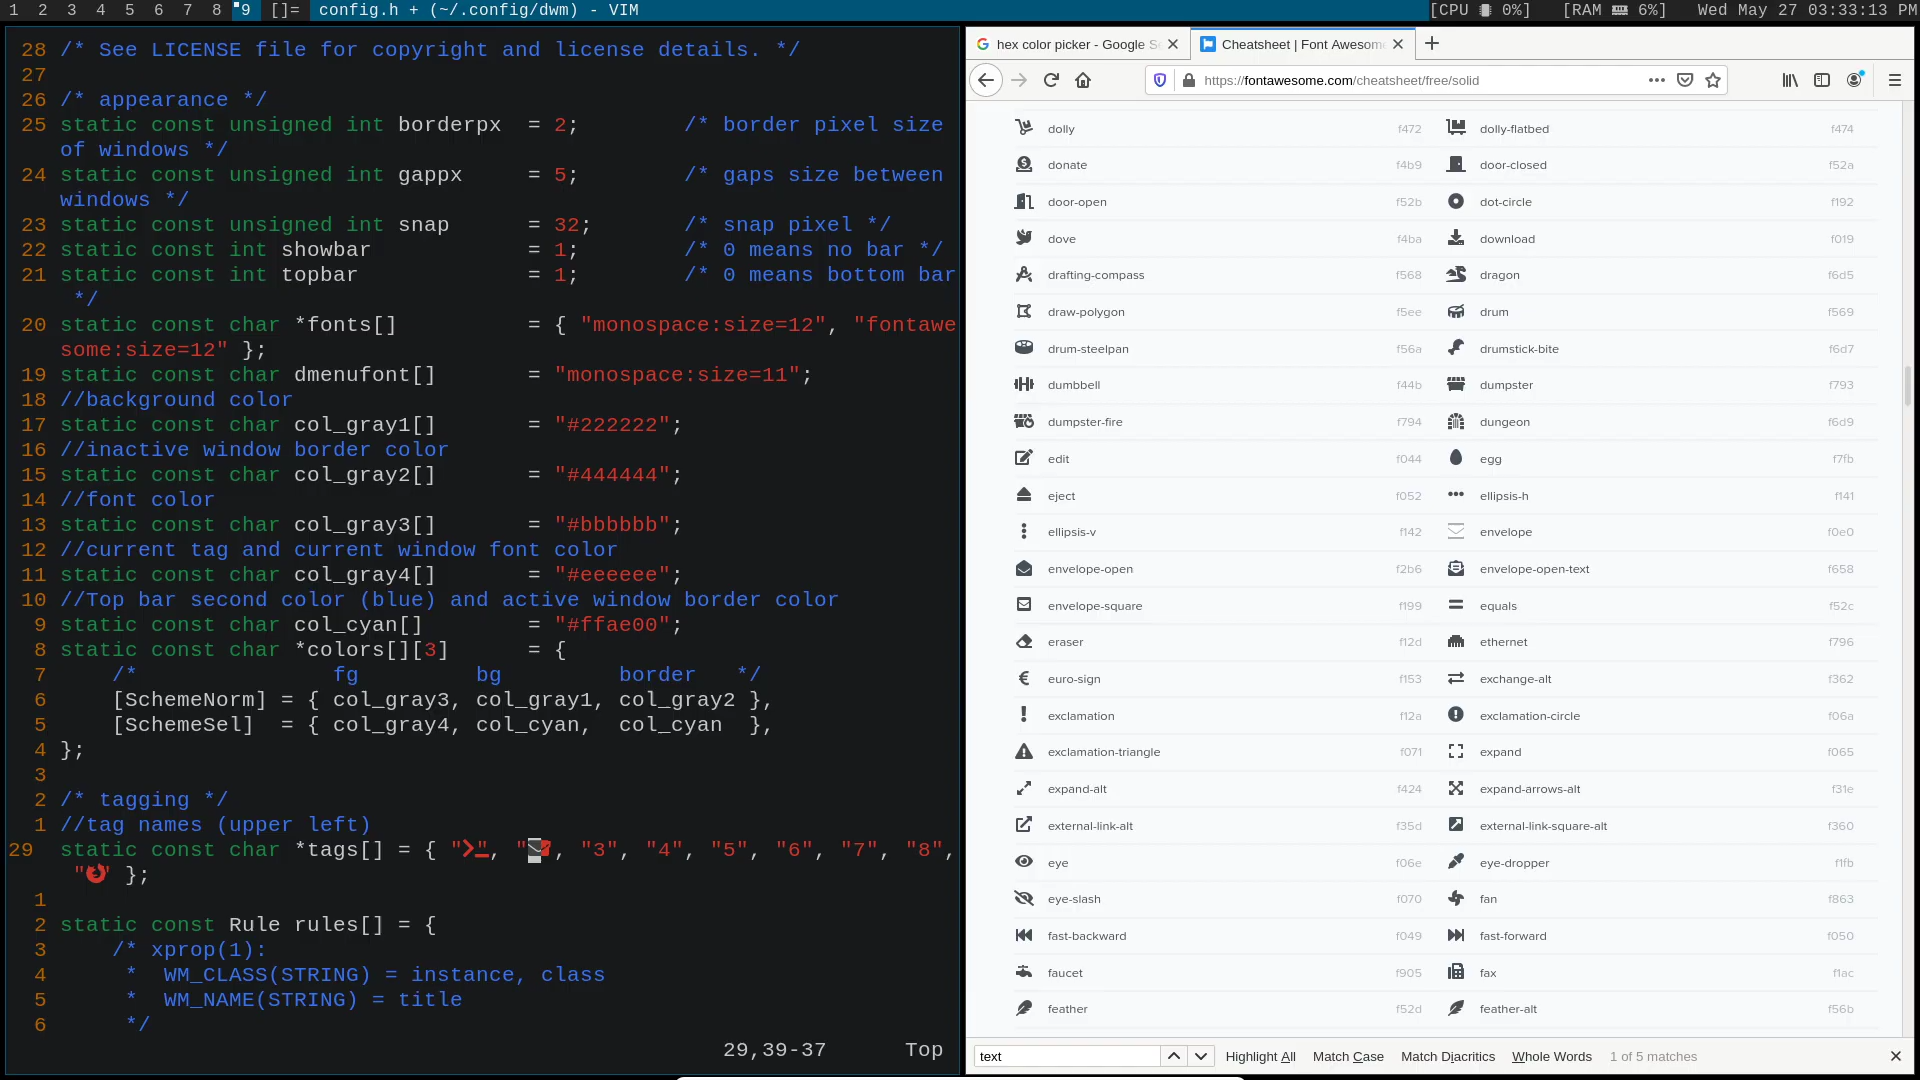 1 2 3 4 5 6 7 8 9 []= config.h + (~/.config/dwm) - VIM [CPU 0%] [RAM 6%] Wed May 27 03:33:13 PM
28 /* See LICENSE file for copyright and license details. */
27
26 /* appearance */
25 static const unsigned int borderpx = 2; /* border pixel size
of windows */
24 static const unsigned int gappx = 5; /* gaps size between
windows */
23 static const unsigned int snap = 32; /* snap pixel */
22 static const int showbar = 1; /* 0 means no bar */
21 static const int topbar = 1; /* 0 means bottom bar
*/
20 static const char *fonts[] = { "monospace:size=12", "fontawe
some:size=12" };
19 static const char dmenufont[] = "monospace:size=11";
18 //background color
17 static const char col_gray1[] = "#222222";
16 //inactive window border color
15 static const char col_gray2[] = "#444444";
14 //font color
13 static const char col_gray3[] = "#bbbbbb";
12 //current tag and current window font color
11 static const char col_gray4[] = "#eeeeee";
10 //Top bar second color (blue) and active window border color
9 static const char col_cyan[] = "#ffae00";
8 static const char *colors[][3] = {
7 /* fg bg border */
6 [SchemeNorm] = { col_gray3, col_gray1, col_gray2 },
5 [SchemeSel] = { col_gray4, col_cyan, col_cyan },
4 };
3
2 /* tagging */
1 //tag names (upper left)
29 static const char *tags[] = { "", "", "3", "4", "5", "6", "7", "8",
"" };
1
2 static const Rule rules[] = {
3 /* xprop(1):
4 * WM_CLASS(STRING) = instance, class
5 * WM_NAME(STRING) = title
6 */
29,39-37 Top
hex color picker - Google S
Cheatsheet | Font Awesome
https://fontawesome.com/cheatsheet/free/solid
dolly f472 dolly-flatbed f474
donate f4b9 door-closed f52a
door-open f52b dot-circle f192
dove f4ba download f019
drafting-compass f568 dragon f6d5
draw-polygon f5ee drum f569
drum-steelpan f56a drumstick-bite f6d7
dumbbell f44b dumpster f793
dumpster-fire f794 dungeon f6d9
edit f044 egg f7fb
eject f052 ellipsis-h f141
ellipsis-v f142 envelope f0e0
envelope-open f2b6 envelope-open-text f658
envelope-square f199 equals f52c
eraser f12d ethernet f796
euro-sign f153 exchange-alt f362
exclamation f12a exclamation-circle f06a
exclamation-triangle f071 expand f065
expand-alt f424 expand-arrows-alt f31e
external-link-alt f35d external-link-square-alt f360
eye f06e eye-dropper f1fb
eye-slash f070 fan f863
fast-backward f049 fast-forward f050
faucet f905 fax f1ac
feather f52d feather-alt f56b
text Highlight All Match Case Match Diacritics Whole Words 1 of 5 matches